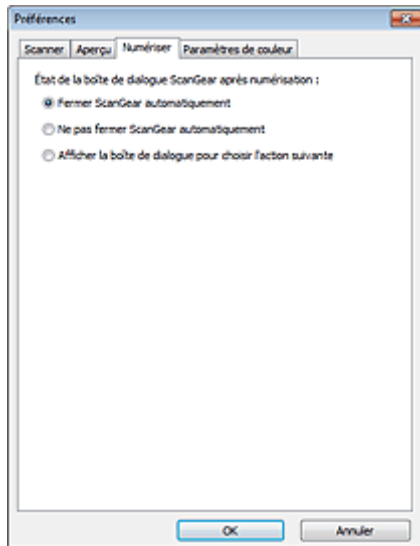 Préférences
Scanner Aperçu Numériser Paramètres de couleur
État de la boîte de dialogue ScanGear après numérisation :
Fermer ScanGear automatiquement
Ne pas fermer ScanGear automatiquement
Afficher la boîte de dialogue pour choisir l'action suivante
OK Annuler